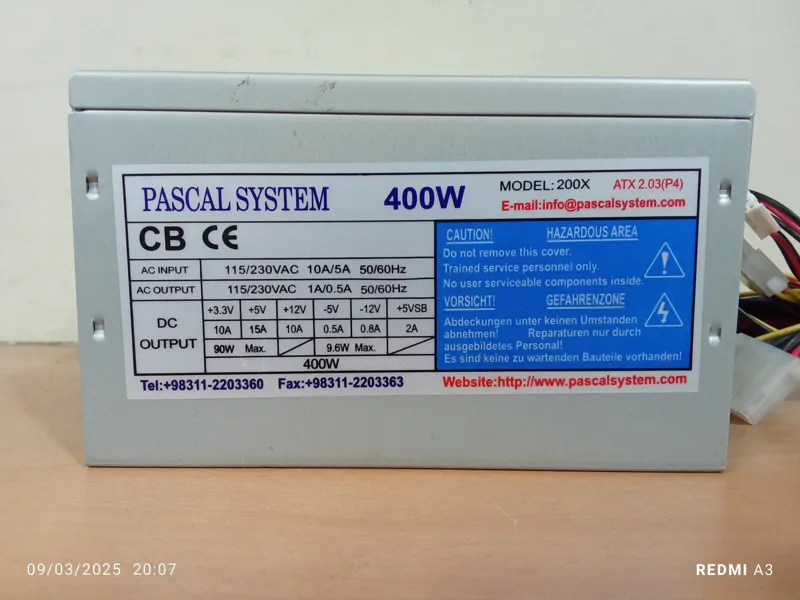 PASCAL SYSTEM 400W MODEL: 200X ATX 2.03(P4)
E-mail:info@pascalsystem.com
CB CE
AC INPUT 115/230VAC 10A/5A 50/60Hz
AC OUTPUT 115/230VAC 1A/0.5A 50/60Hz
DC OUTPUT
+3.3V +5V +12V -5V -12V +5VSB
10A 15A 10A 0.5A 0.8A 2A
90W Max. 9.6W Max.
400W
CAUTION! HAZARDOUS AREA
Do not remove this cover.
Trained service personnel only.
No user serviceable components inside.
VORSICHT! GEFAHRENZONE
Abdeckungen unter keinen Umstanden
abnehmen! Reparaturen nur durch
ausgebildetes Personal!
Es sind keine zu wartenden Bauteile vorhanden!
Tel:+98311-2203360 Fax:+98311-2203363
Website:http://www.pascalsystem.com
09/03/2025 20:07
REDMI A3